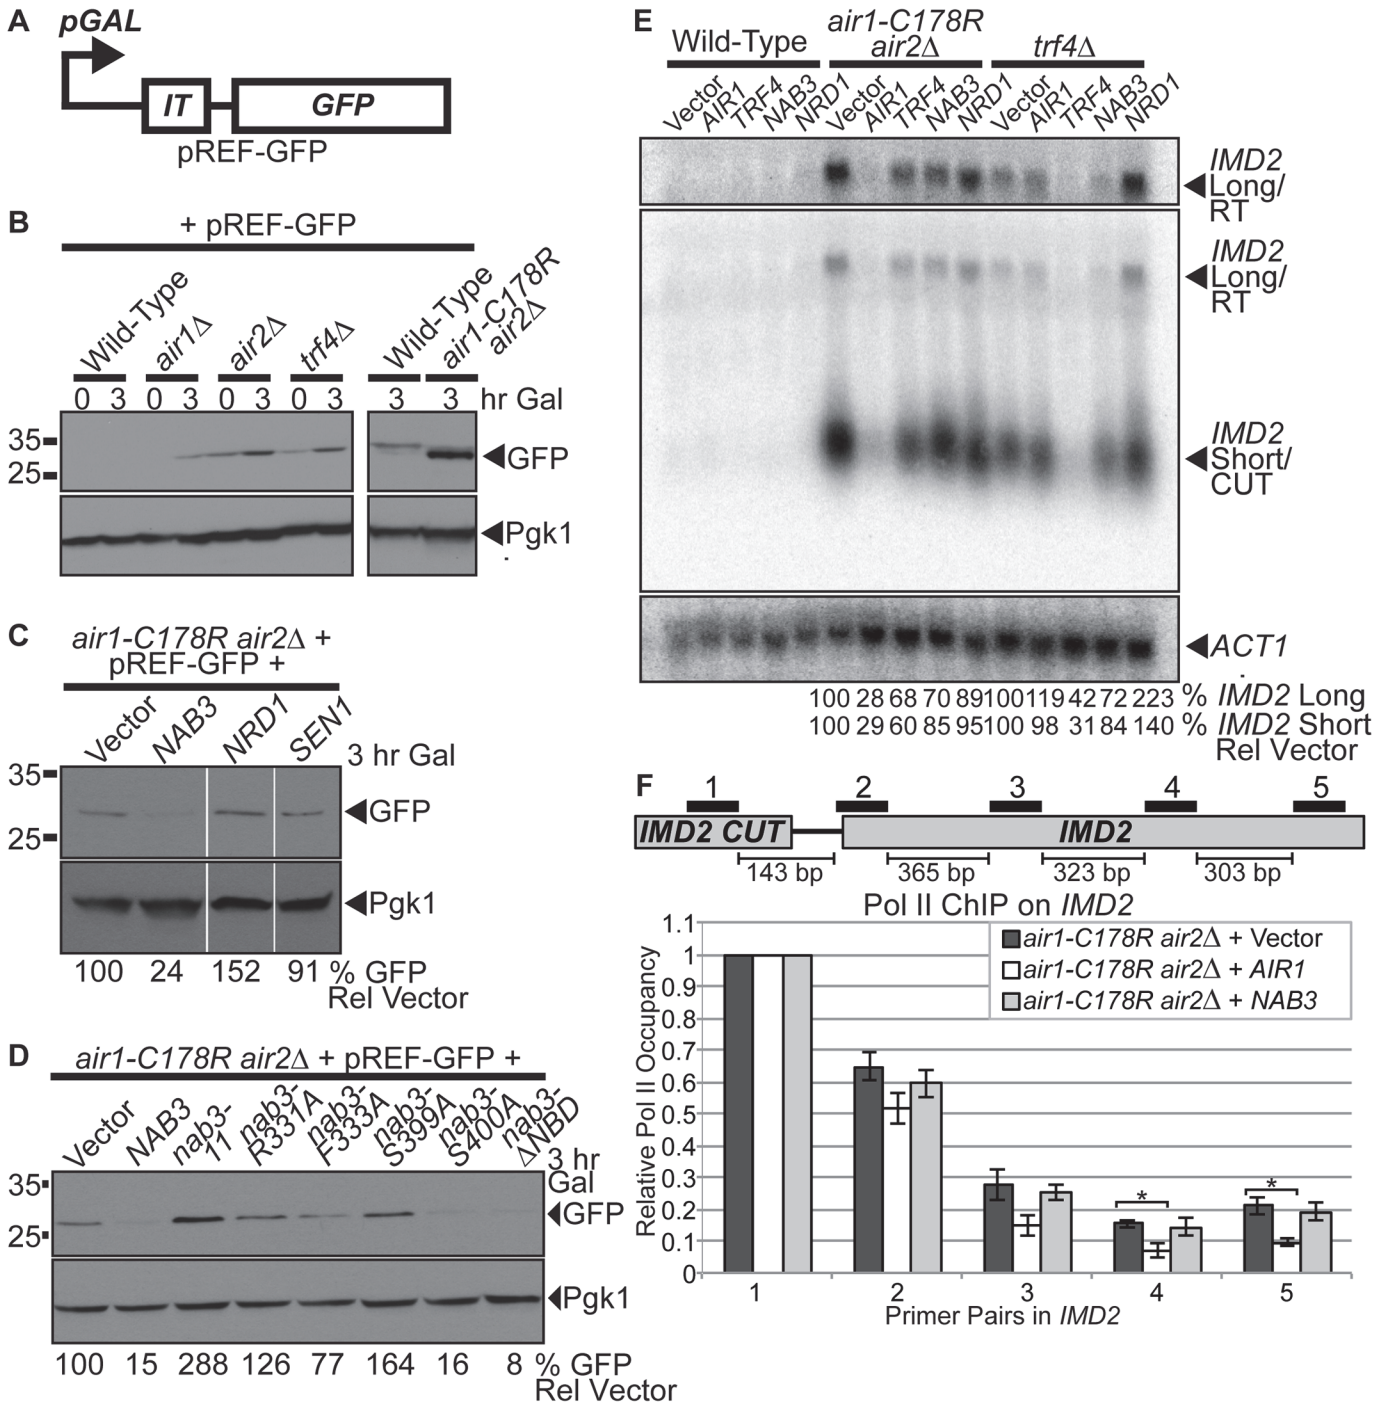 A
pGAL
IT
GFP
pREF-GFP
B
+ pREF-GFP
Wild-Type
air1Δ
air2Δ
trf4Δ
Wild-Type
air1-C178R
air2Δ
0 3 0 3 0 3 0 3 3 3 hr Gal
35
25
GFP
Pgk1
C
air1-C178R air2Δ +
pREF-GFP +
Vector
NAB3
NRD1
SEN1
3 hr Gal
35
25
GFP
Pgk1
100 24 152 91 % GFP
Rel Vector
D
air1-C178R air2Δ + pREF-GFP +
Vector
NAB3
nab3-
11
nab3-
R331A
nab3-
F333A
nab3-
S399A
nab3-
S400A
nab3-
ΔNBD
3 hr
Gal
35
25
GFP
Pgk1
100 15 288 126 77 164 16 8 % GFP
Rel Vector
E
Wild-Type
air1-C178R
air2Δ
trf4Δ
Vector
AIR1
TRF4
NAB3
NRD1
Vector
AIR1
TRF4
NAB3
NRD1
Vector
AIR1
TRF4
NAB3
NRD1
IMD2
Long/
RT
IMD2
Long/
RT
IMD2
Short/
CUT
ACT1
100 28 68 70 89 100 119 42 72 223 % IMD2 Long
100 29 60 85 95 100 98 31 84 140 % IMD2 Short
Rel Vector
F
1 2 3 4 5
IMD2 CUT
IMD2
143 bp 365 bp 323 bp 303 bp
Pol II ChIP on IMD2
air1-C178R air2Δ + Vector
air1-C178R air2Δ + AIR1
air1-C178R air2Δ + NAB3
Relative Pol II Occupancy
1.1
1
0.9
0.8
0.7
0.6
0.5
0.4
0.3
0.2
0.1
0
* *
1 2 3 4 5
Primer Pairs in IMD2